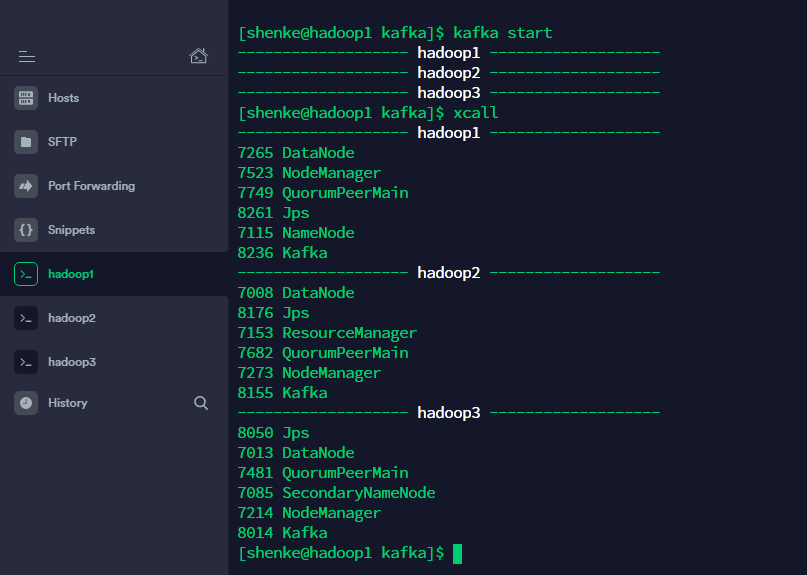 Hosts
SFTP
Port Forwarding
Snippets
hadoop1
hadoop2
hadoop3
History
[shenke@hadoop1 kafka]$ kafka start
------------------- hadoop1 -------------------
------------------- hadoop2 -------------------
------------------- hadoop3 -------------------
[shenke@hadoop1 kafka]$ xcall
------------------- hadoop1 -------------------
7265 DataNode
7523 NodeManager
7749 QuorumPeerMain
8261 Jps
7115 NameNode
8236 Kafka
------------------- hadoop2 -------------------
7008 DataNode
8176 Jps
7153 ResourceManager
7682 QuorumPeerMain
7273 NodeManager
8155 Kafka
------------------- hadoop3 -------------------
8050 Jps
7013 DataNode
7481 QuorumPeerMain
7085 SecondaryNameNode
7214 NodeManager
8014 Kafka
[shenke@hadoop1 kafka]$